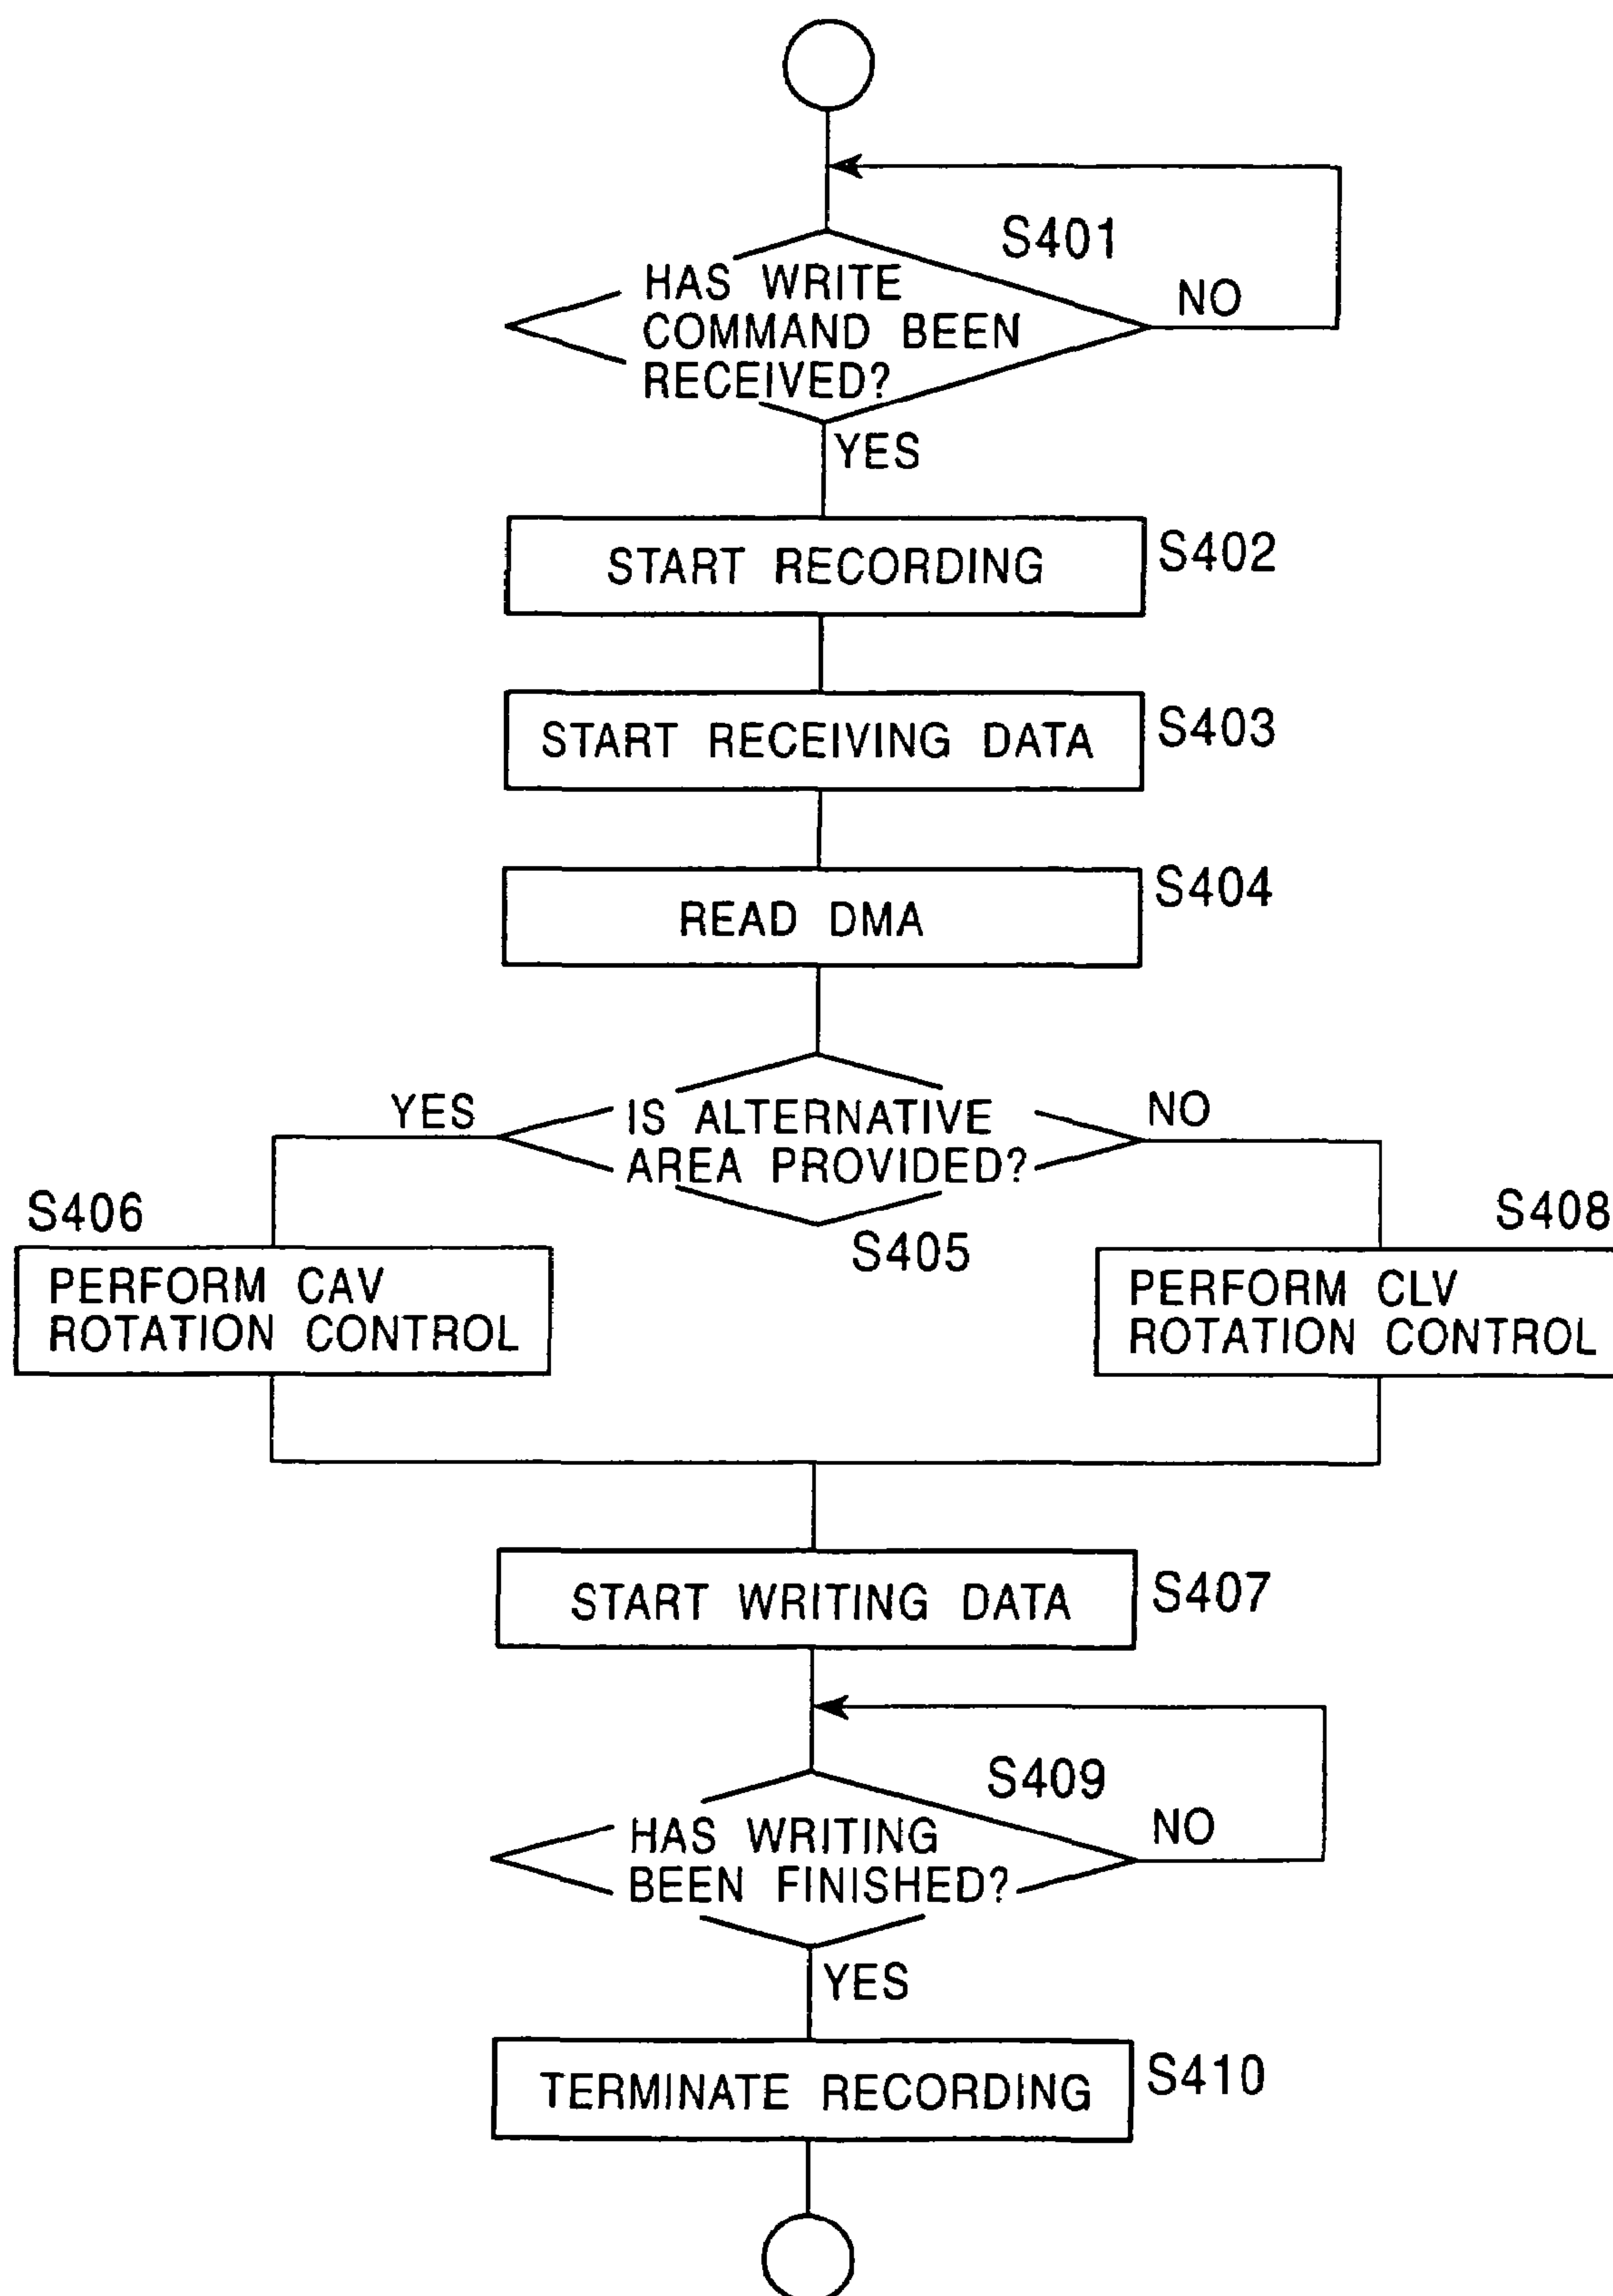 S401
HAS WRITE
COMMAND BEEN
RECEIVED?
NO
YES
START RECORDING
S402
START RECEIVING DATA
S403
READ DMA
S404
YES
IS ALTERNATIVE
AREA PROVIDED?
NO
S405
S406
PERFORM CAV
ROTATION CONTROL
S408
PERFORM CLV
ROTATION CONTROL
START WRITING DATA
S407
S409
HAS WRITING
BEEN FINISHED?
NO
YES
TERMINATE RECORDING
S410